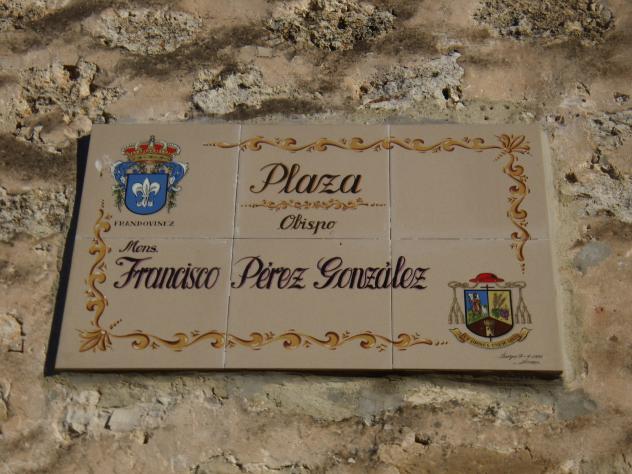 Plaza
FRANDOVINEZ
Obispo
Mons.
Francisco Pérez González